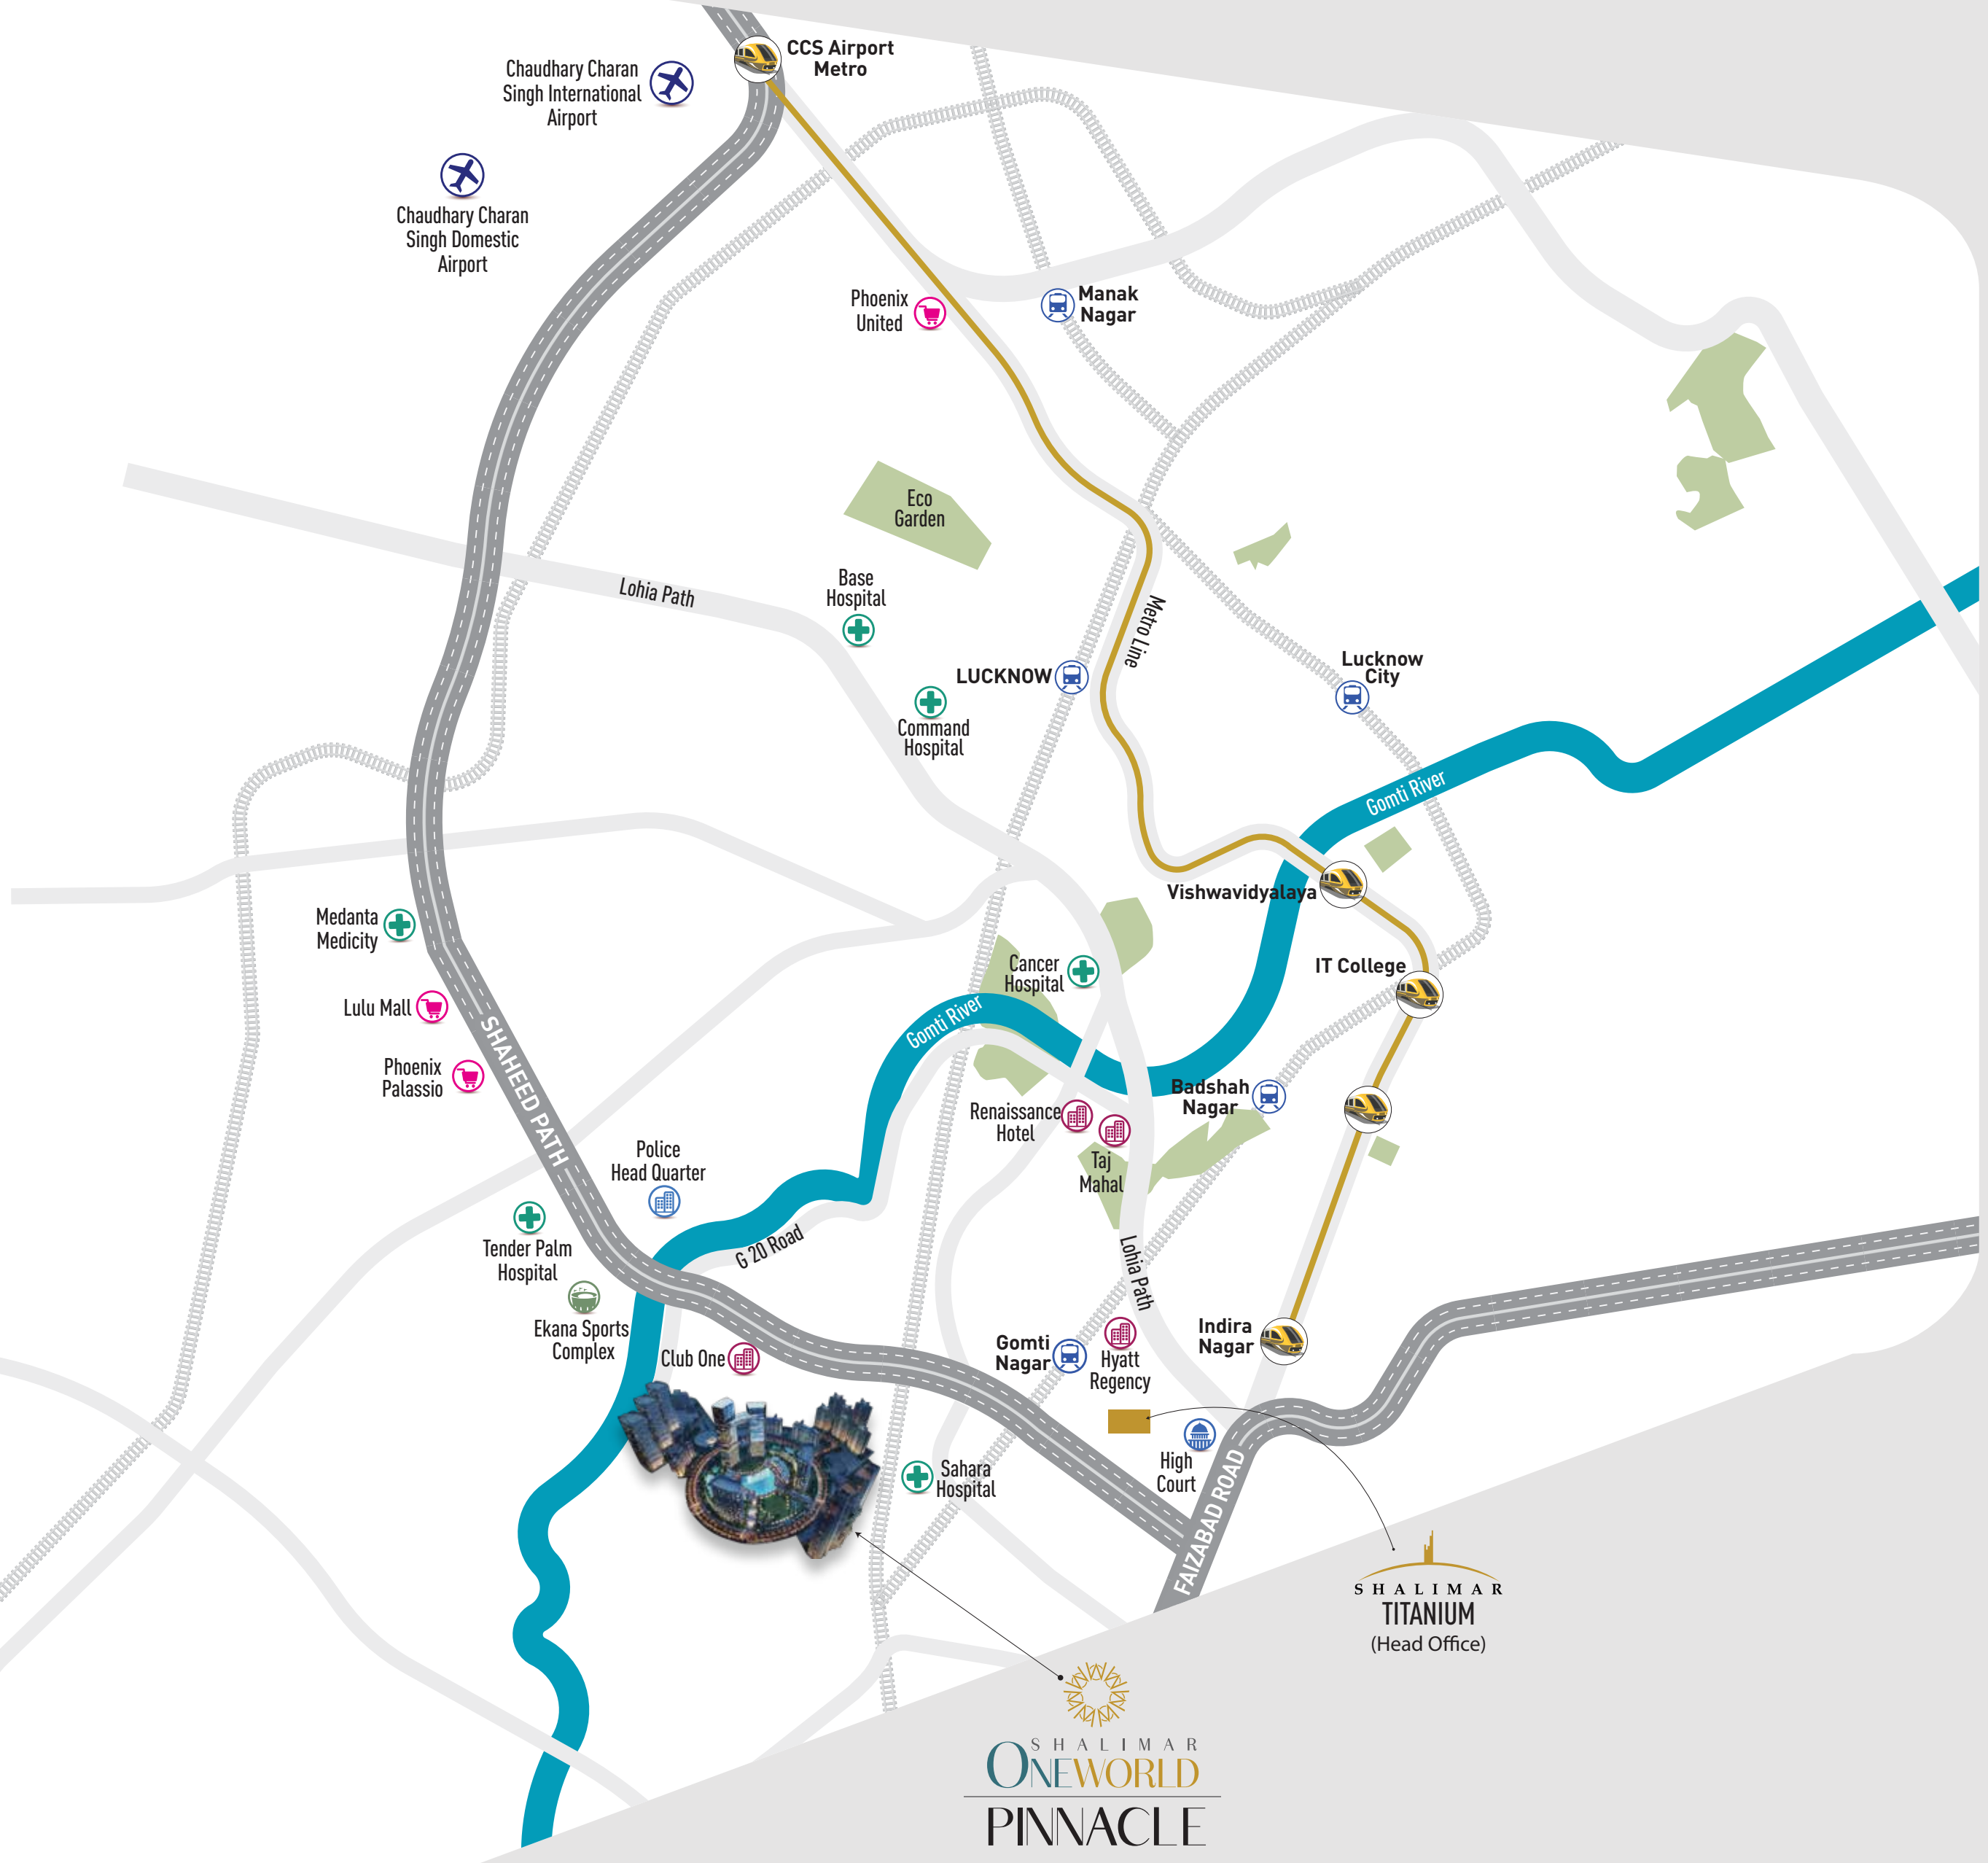 CCS Airport
Metro
Chaudhary Charan
Singh International
Airport
Chaudhary Charan
Singh Domestic
Airport
Phoenix
United
Manak
Nagar
Eco
Garden
Base
Hospital
Lohia Path
Metro Line
LUCKNOW
Lucknow
City
Command
Hospital
Gomti River
Vishwavidyalaya
Medanta
Medicity
IT College
Cancer
Hospital
Lulu Mall
Gomti River
SHAHEED PATH
Phoenix
Palassio
Badshah
Nagar
Renaissance
Hotel
Taj
Mahal
Police
Head Quarter
Tender Palm
Hospital
G 20 Road
Lohia Path
Ekana Sports
Complex
Club One
Gomti
Nagar
Hyatt
Regency
Indira
Nagar
High
Court
Sahara
Hospital
FAIZABAD ROAD
SHALIMAR
TITANIUM
(Head Office)
SHALIMAR
ONEWORLD
PINNACLE